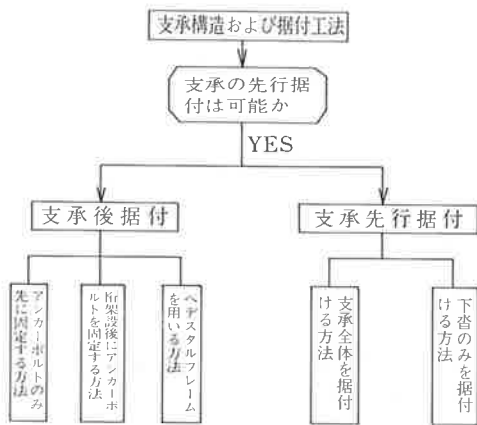 支承構造および据付工法
支承の先行据
付は可能か
YES
支承後据付
支承先行据付
アンカーボルトのみ
先に固定する方法
桁架設後にアンカーボ
ルトを固定する方法
ペデスタルフレーム
を用いる方法
支承全体を据付
ける方法
下沓のみを据付
ける方法